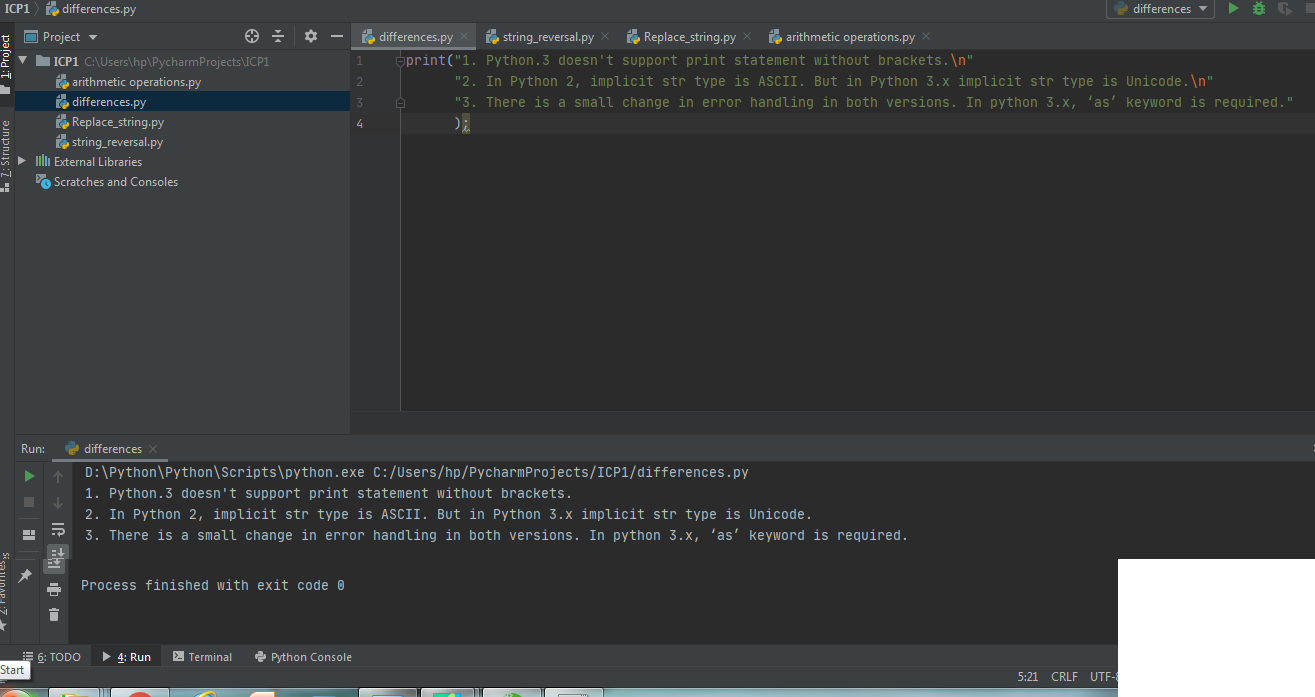 ICP1 differences.py differences
1: Project
Project
differences.py string_reversal.py Replace_string.py arithmetic operations.py
ICP1 C:\Users\hp\PycharmProjects\ICP1
arithmetic operations.py
differences.py
Replace_string.py
string_reversal.py
External Libraries
Scratches and Consoles
7: Structure
1 print("1. Python.3 doesn't support print statement without brackets.\n"
2 "2. In Python 2, implicit str type is ASCII. But in Python 3.x implicit str type is Unicode.\n"
3 "3. There is a small change in error handling in both versions. In python 3.x, ‘as’ keyword is required."
4 );
Run: differences
D:\Python\Python\Scripts\python.exe C:/Users/hp/PycharmProjects/ICP1/differences.py
1. Python.3 doesn't support print statement without brackets.
2. In Python 2, implicit str type is ASCII. But in Python 3.x implicit str type is Unicode.
3. There is a small change in error handling in both versions. In python 3.x, ‘as’ keyword is required.
Process finished with exit code 0
2: Favorites
6: TODO 4: Run Terminal Python Console
Start
5:21 CRLF UTF-8